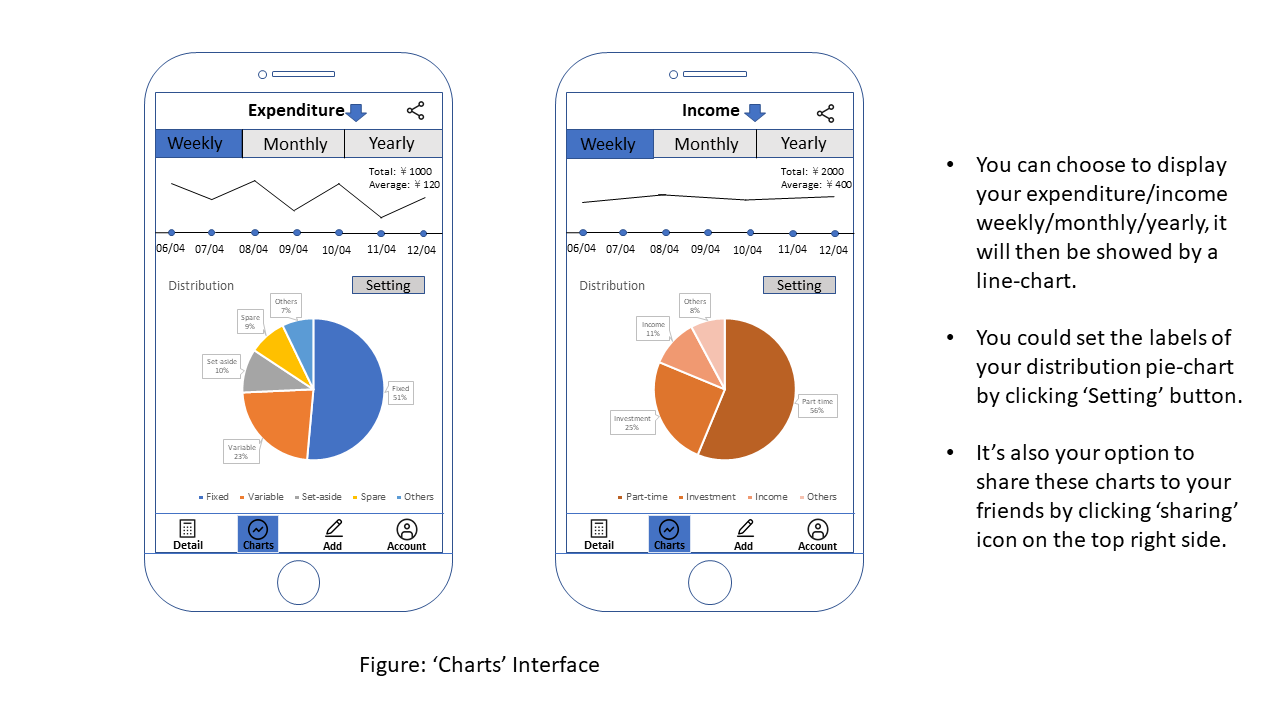 Expenditure
Weekly Monthly Yearly
Total: ￥1000
Average: ￥120
06/04 07/04 08/04 09/04 10/04 11/04 12/04
Distribution
Setting
Others
7%
Spare
9%
Set aside
10%
Fixed
51%
Variable
23%
Fixed Variable Set-aside Spare Others
Detail Charts Add Account
Income
Weekly Monthly Yearly
Total: ￥2000
Average: ￥400
06/04 07/04 08/04 09/04 10/04 11/04 12/04
Distribution
Setting
Others
8%
Income
11%
Part time
56%
Investment
25%
Part-time Investment Income Others
Detail Charts Add Account
• You can choose to display
your expenditure/income
weekly/monthly/yearly, it
will then be showed by a
line-chart.
• You could set the labels of
your distribution pie-chart
by clicking ‘Setting’ button.
• It’s also your option to
share these charts to your
friends by clicking ‘sharing’
icon on the top right side.
Figure: ‘Charts’ Interface